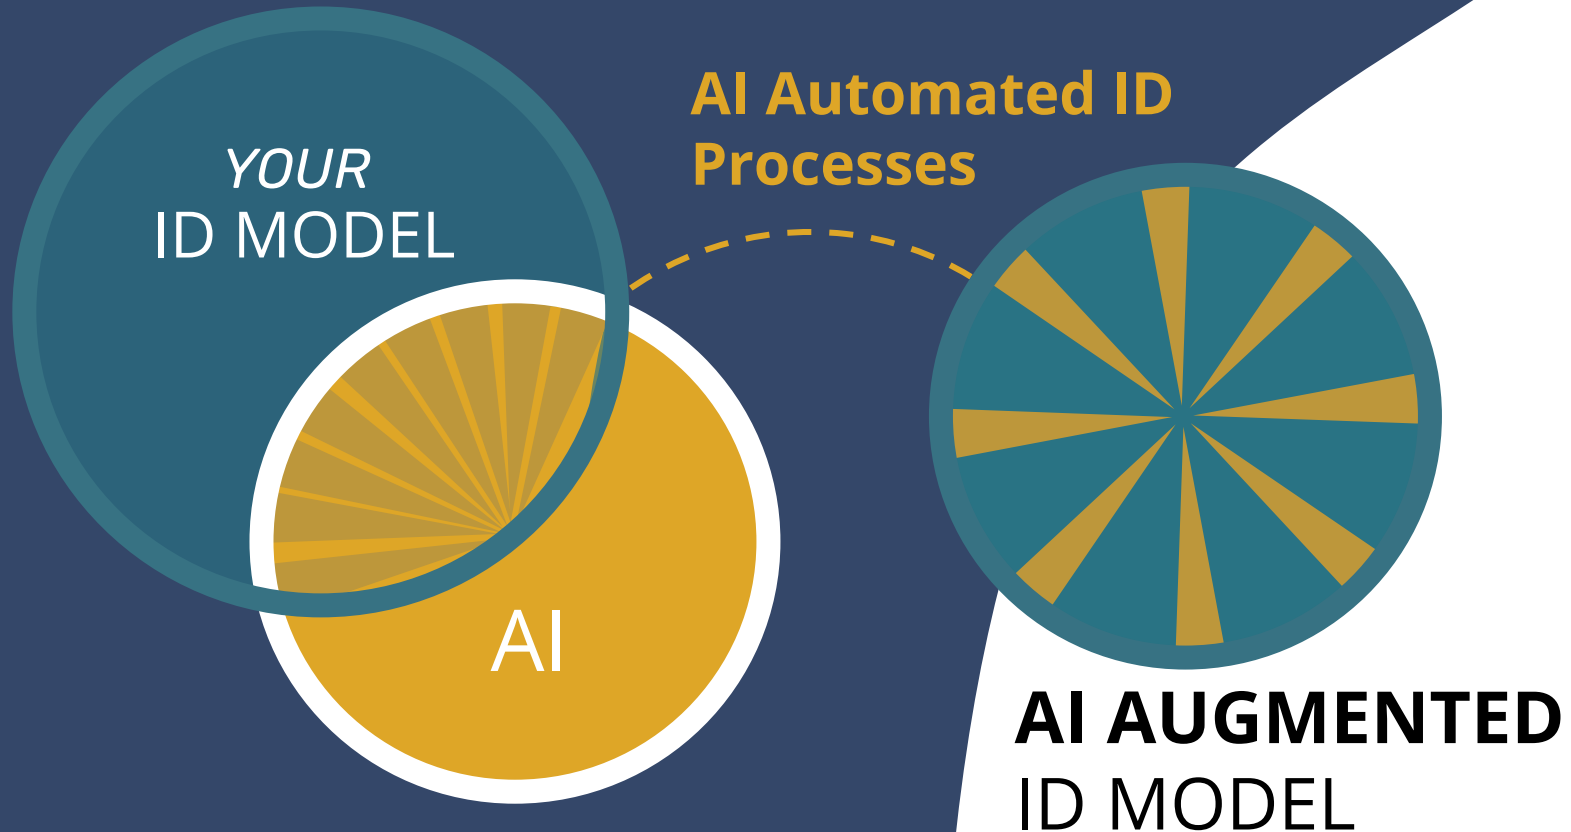 YOUR
ID MODEL
AI Automated ID
Processes
AI
AI AUGMENTED
ID MODEL